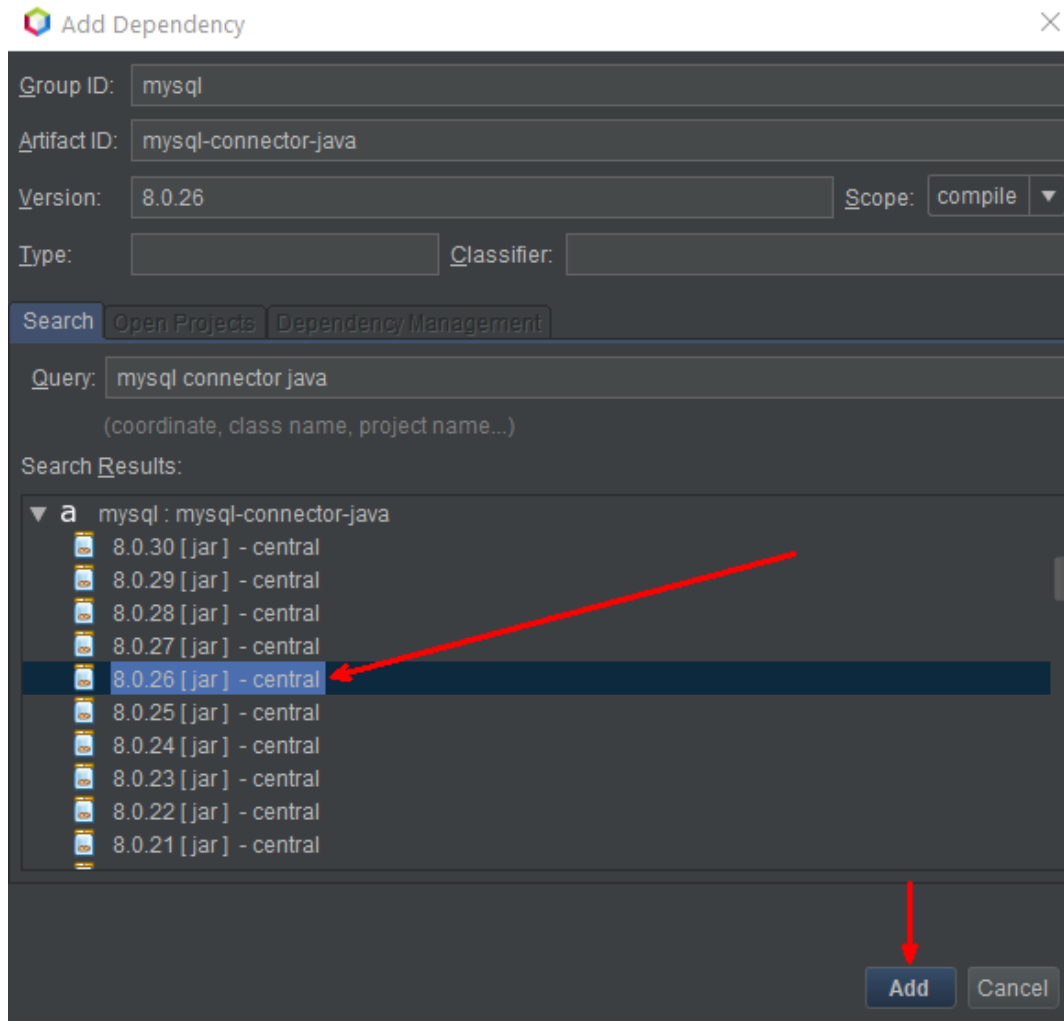 Add Dependency
Group ID: mysql
Artifact ID: mysql-connector-java
Version: 8.0.26 Scope: compile
Type: Classifier:
Search Open Projects Dependency Management
Query: mysql connector java
(coordinate, class name, project name...)
Search Results:
a mysql : mysql-connector-java
8.0.30 [ jar ] - central
8.0.29 [ jar ] - central
8.0.28 [ jar ] - central
8.0.27 [ jar ] - central
8.0.26 [ jar ] - central
8.0.25 [ jar ] - central
8.0.24 [ jar ] - central
8.0.23 [ jar ] - central
8.0.22 [ jar ] - central
8.0.21 [ jar ] - central
Add Cancel